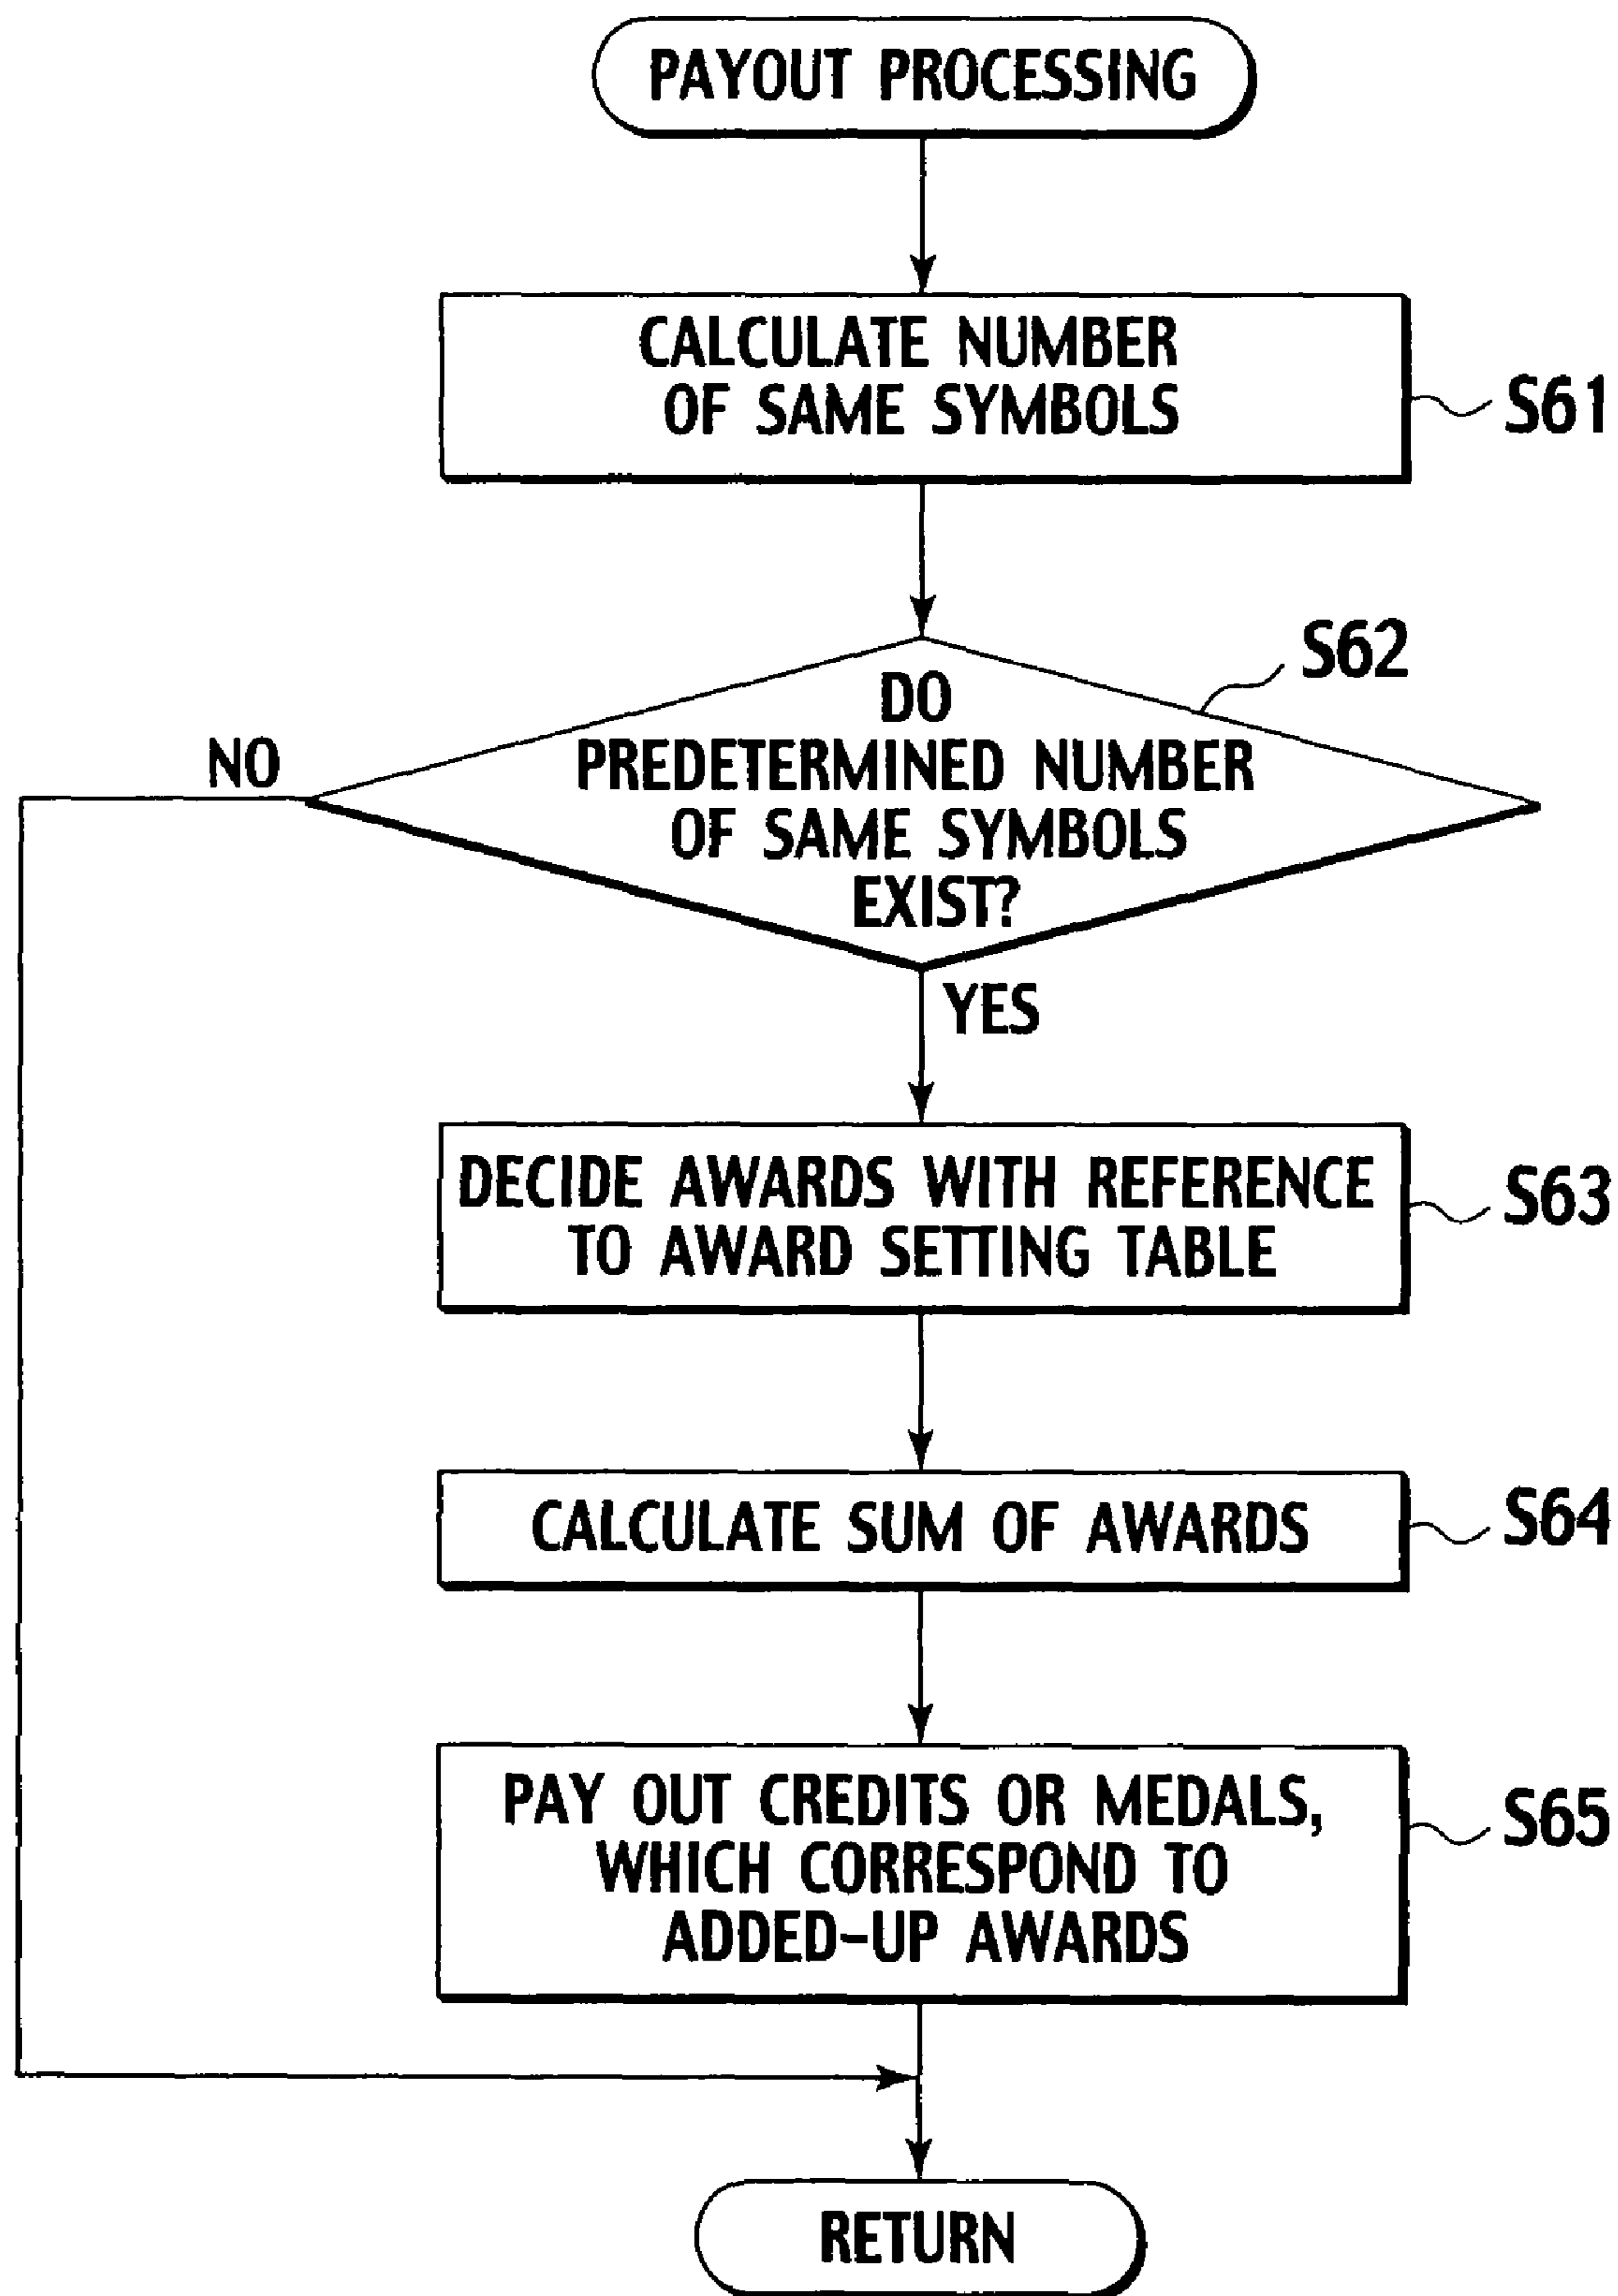 PAYOUT PROCESSING
CALCULATE NUMBER
OF SAME SYMBOLS
S61
S62
DO
PREDETERMINED NUMBER
OF SAME SYMBOLS
EXIST?
NO
YES
DECIDE AWARDS WITH REFERENCE
TO AWARD SETTING TABLE
S63
CALCULATE SUM OF AWARDS
S64
PAY OUT CREDITS OR MEDALS,
WHICH CORRESPOND TO
ADDED-UP AWARDS
S65
RETURN